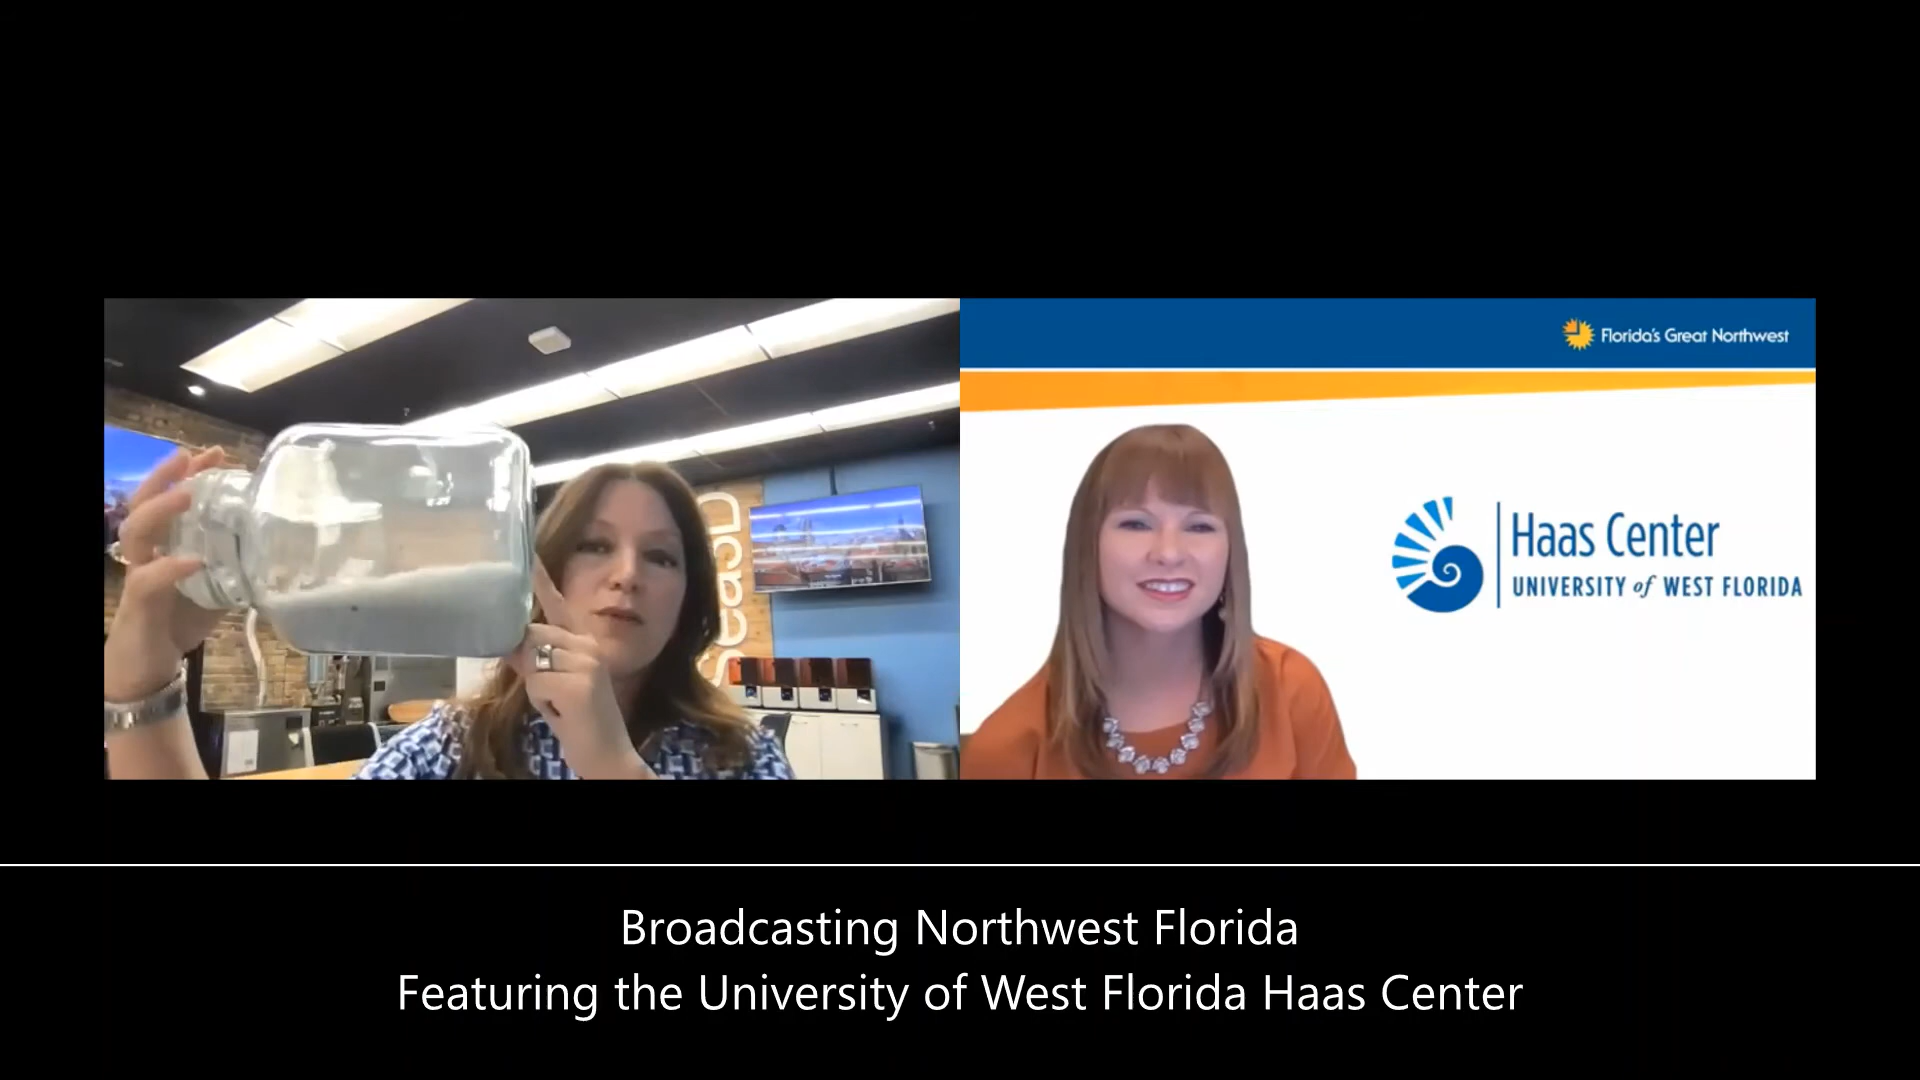 Florida's Great Northwest
Sea3D
Haas Center
UNIVERSITY of WEST FLORIDA
Broadcasting Northwest Florida
Featuring the University of West Florida Haas Center